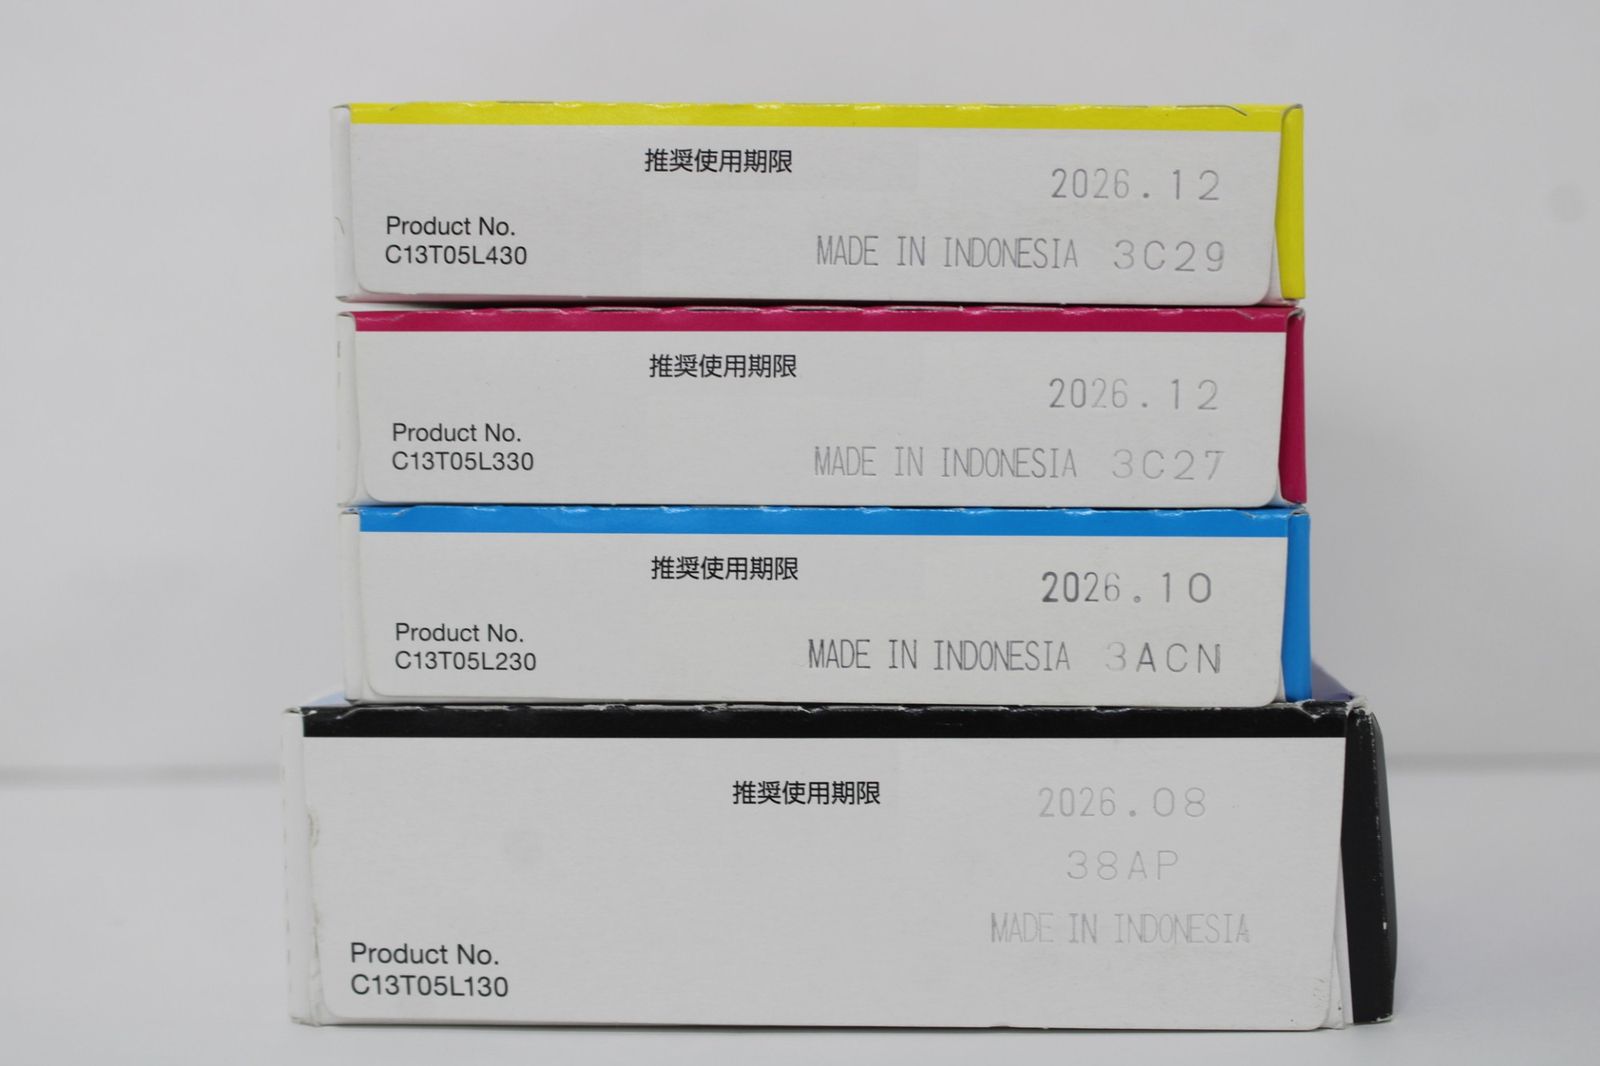 推奨使用期限
2026.12
Product No.
C13T05L430
MADE IN INDONESIA 3C29
推奨使用期限
2026.12
Product No.
C13T05L330
MADE IN INDONESIA 3C27
推奨使用期限
2026.10
Product No.
C13T05L230
MADE IN INDONESIA 3ACN
推奨使用期限
2026.08
38AP
MADE IN INDONESIA
Product No.
C13T05L130